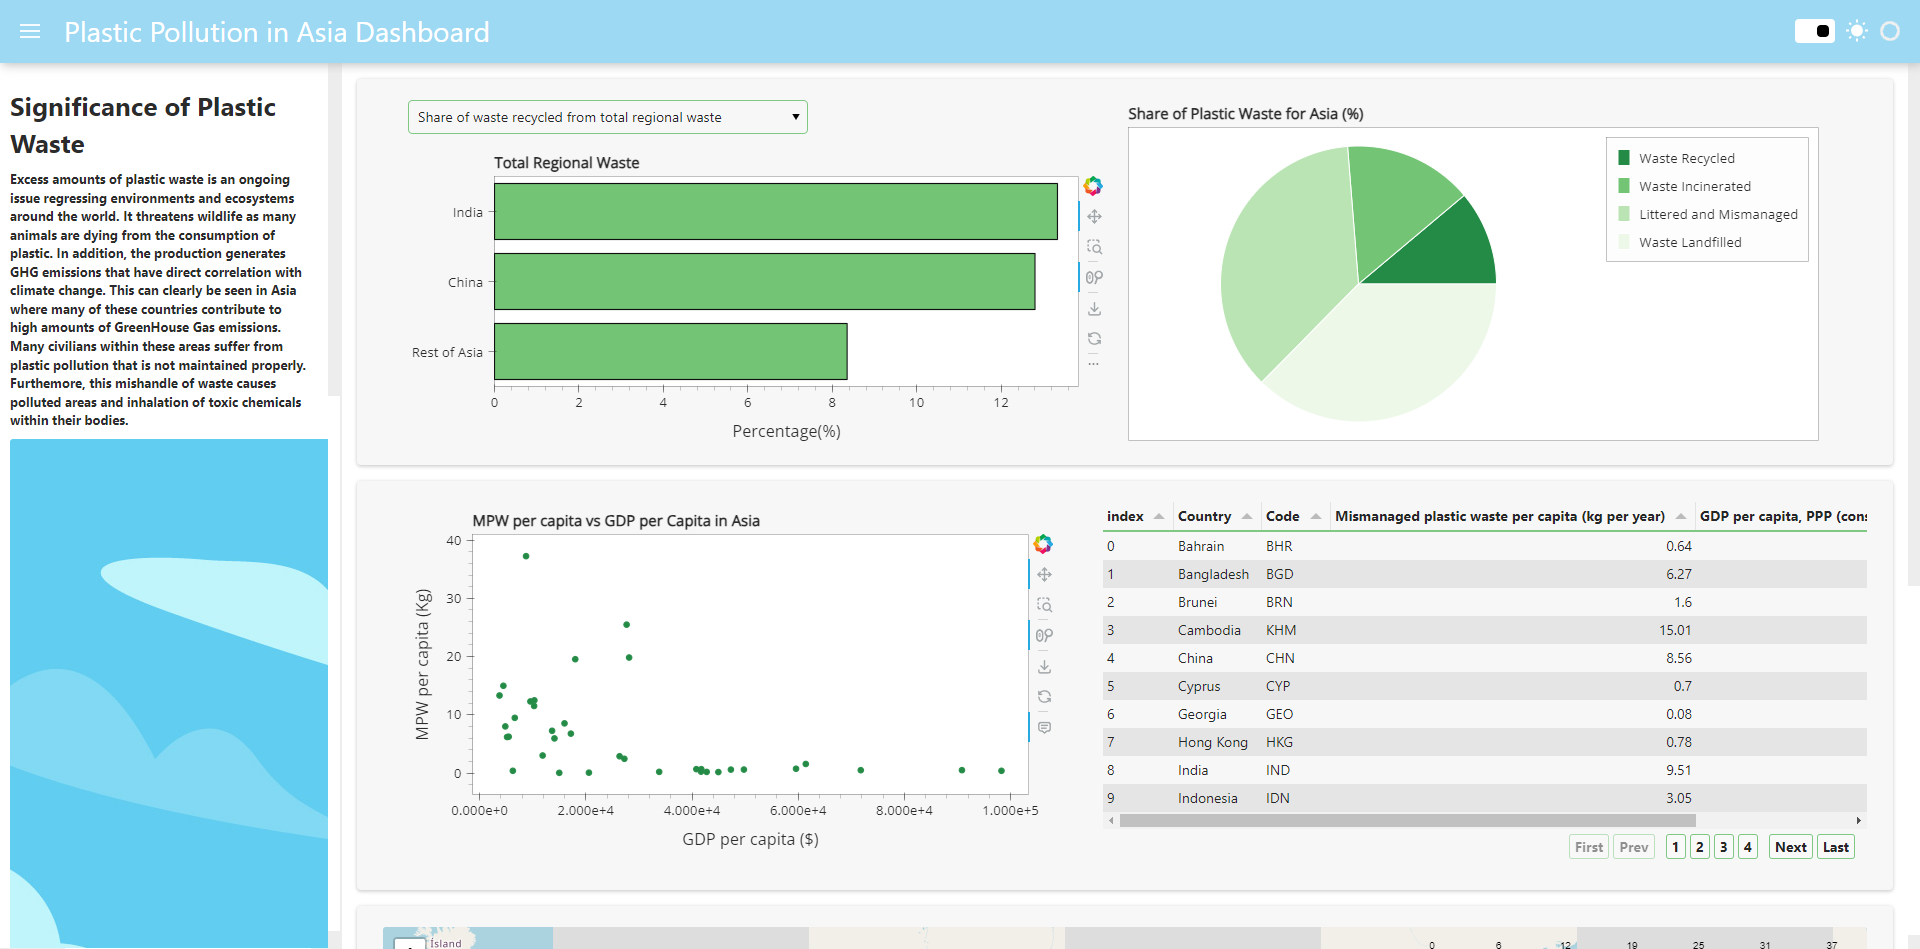 Plastic Pollution in Asia Dashboard
Significance of Plastic
Waste
Excess amounts of plastic waste is an ongoing
issue regressing environments and ecosystems
around the world. It threatens wildlife as many
animals are dying from the consumption of
plastic. In addition, the production generates
GHG emissions that have direct correlation with
climate change. This can clearly be seen in Asia
where many of these countries contribute to
high amounts of GreenHouse Gas emissions.
Many civilians within these areas suffer from
plastic pollution that is not maintained properly.
Furthemore, this mishandle of waste causes
polluted areas and inhalation of toxic chemicals
within their bodies.
Share of waste recycled from total regional waste
Total Regional Waste
India
China
Rest of Asia
0 2 4 6 8 10 12
Percentage(%)
Share of Plastic Waste for Asia (%)
Waste Recycled
Waste Incinerated
Littered and Mismanaged
Waste Landfilled
MPW per capita vs GDP per Capita in Asia
MPW per capita (Kg)
40
30
20
10
0
0.000e+0 2.000e+4 4.000e+4 6.000e+4 8.000e+4 1.000e+5
GDP per capita ($)
index Country Code Mismanaged plastic waste per capita (kg per year) GDP per capita, PPP (cons
0 Bahrain BHR 0.64
1 Bangladesh BGD 6.27
2 Brunei BRN 1.6
3 Cambodia KHM 15.01
4 China CHN 8.56
5 Cyprus CYP 0.7
6 Georgia GEO 0.08
7 Hong Kong HKG 0.78
8 India IND 9.51
9 Indonesia IDN 3.05
First Prev 1 2 3 4 Next Last
Ísland
0 6 12 19 25 31 37